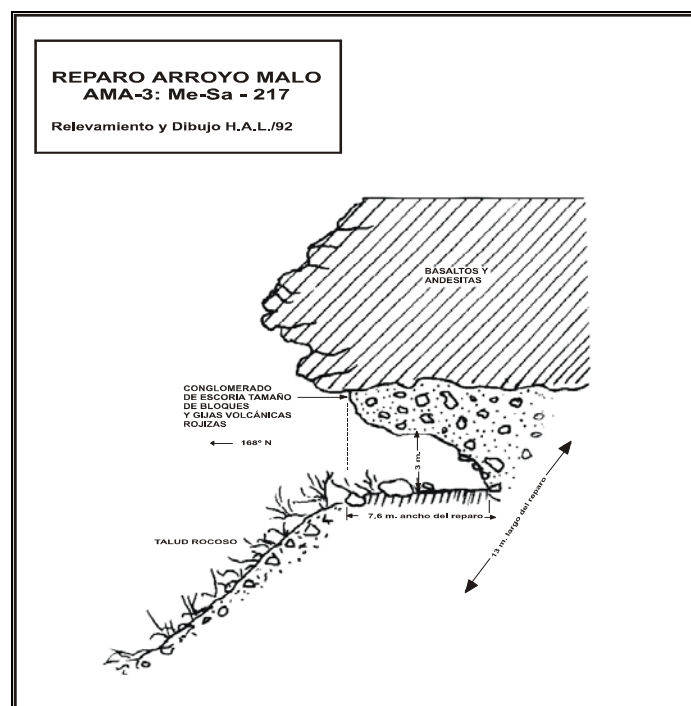 REPARO ARROYO MALO
AMA-3: Me-Sa - 217
Relevamiento y Dibujo H.A.L./92
BASALTOS Y
ANDESITAS
CONGLOMERADO
DE ESCORIA TAMAÑO
DE BLOQUES
Y GIJAS VOLCÁNICAS
ROJIZAS
168º N
3 m.
7,6 m. ancho del reparo
13 m. largo del reparo
TALUD ROCOSO